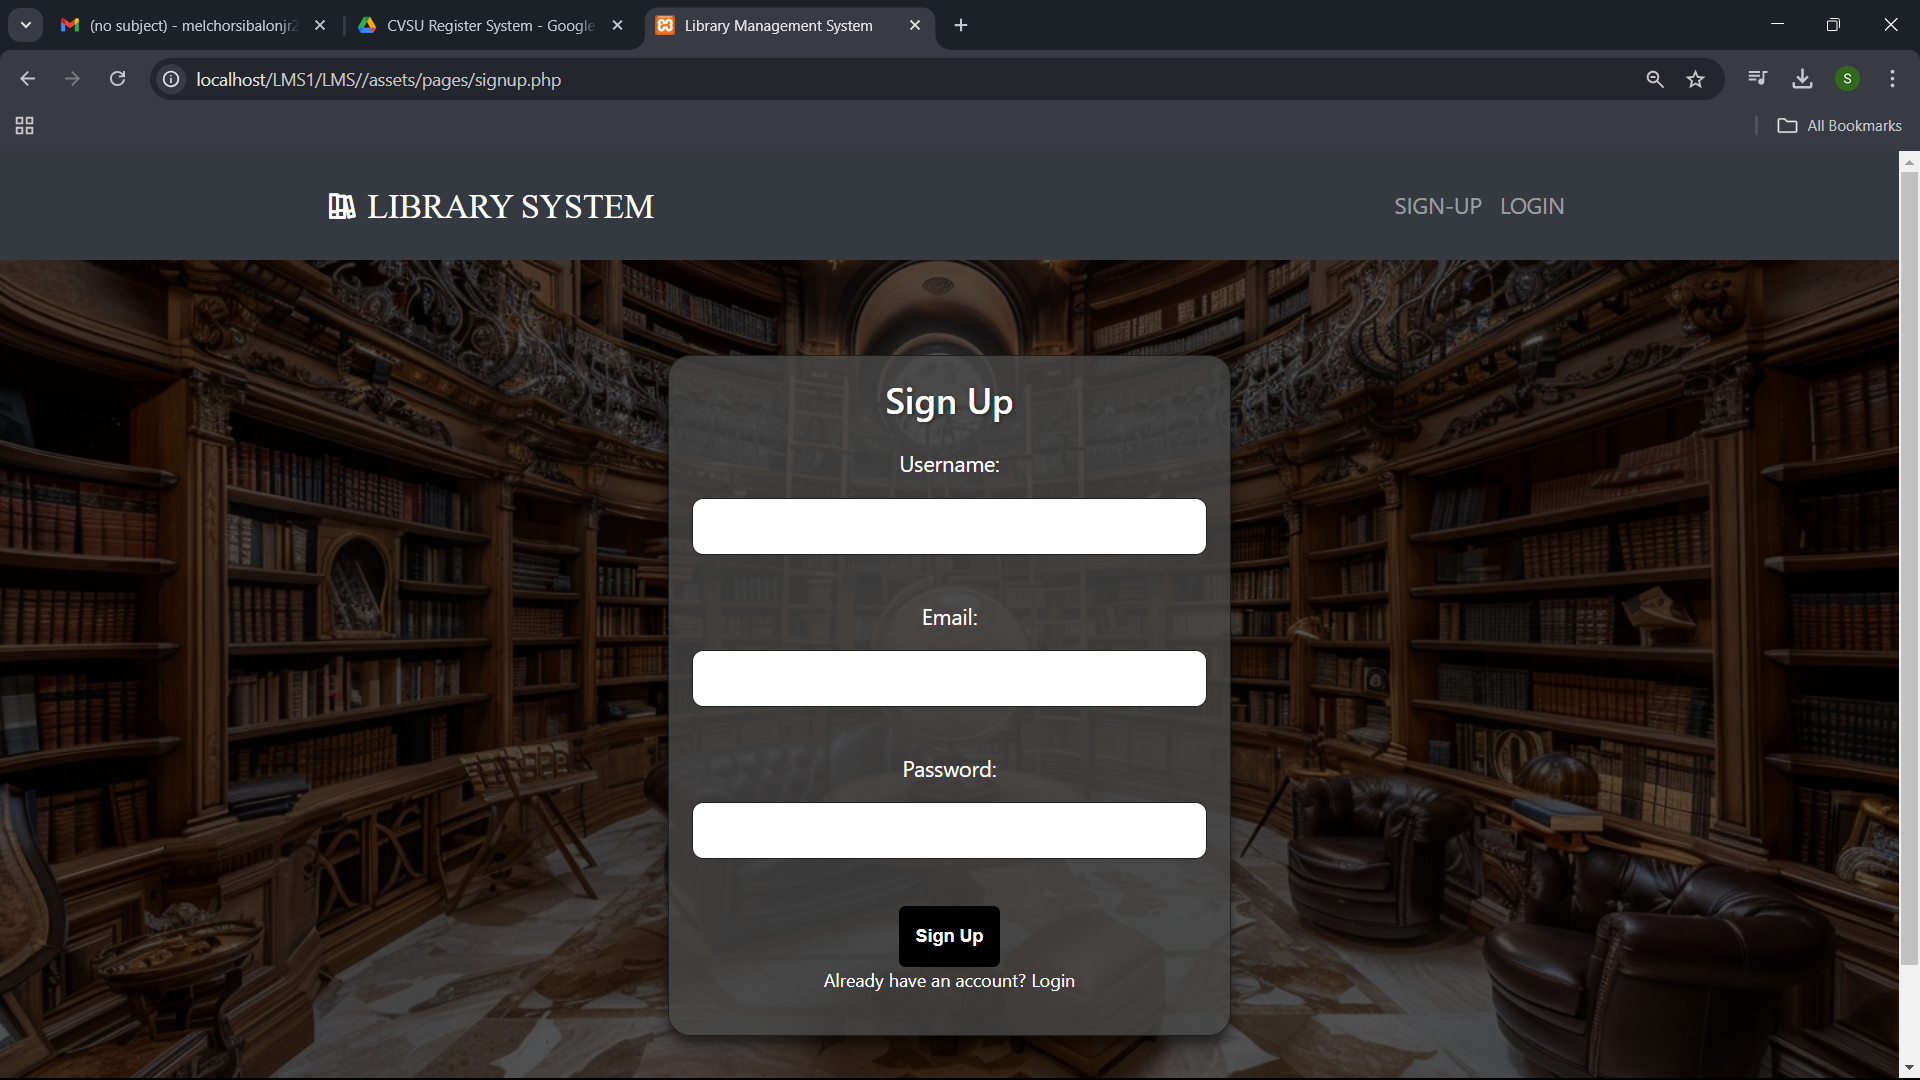 (no subject) - melchorsibalonjr2
CVSU Register System - Google
Library Management System
localhost/LMS1/LMS//assets/pages/signup.php
S
All Bookmarks
LIBRARY SYSTEM
SIGN-UP LOGIN
Sign Up
Username:
Email:
Password:
Sign Up
Already have an account? Login